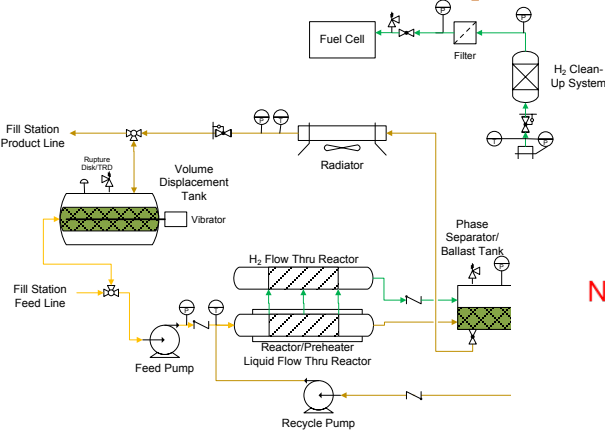 P
P
Fuel Cell
Filter
H2 Clean-
Up System
T
P
Fill Station
Product Line
P
T
Radiator
Rupture
Disk/TRD
Volume
Displacement
Tank
Vibrator
Phase
Separator/
Ballast Tank
P
H2 Flow Thru Reactor
Fill Station
Feed Line
N
P
T
Reactor/Preheater
Liquid Flow Thru Reactor
Feed Pump
Recycle Pump